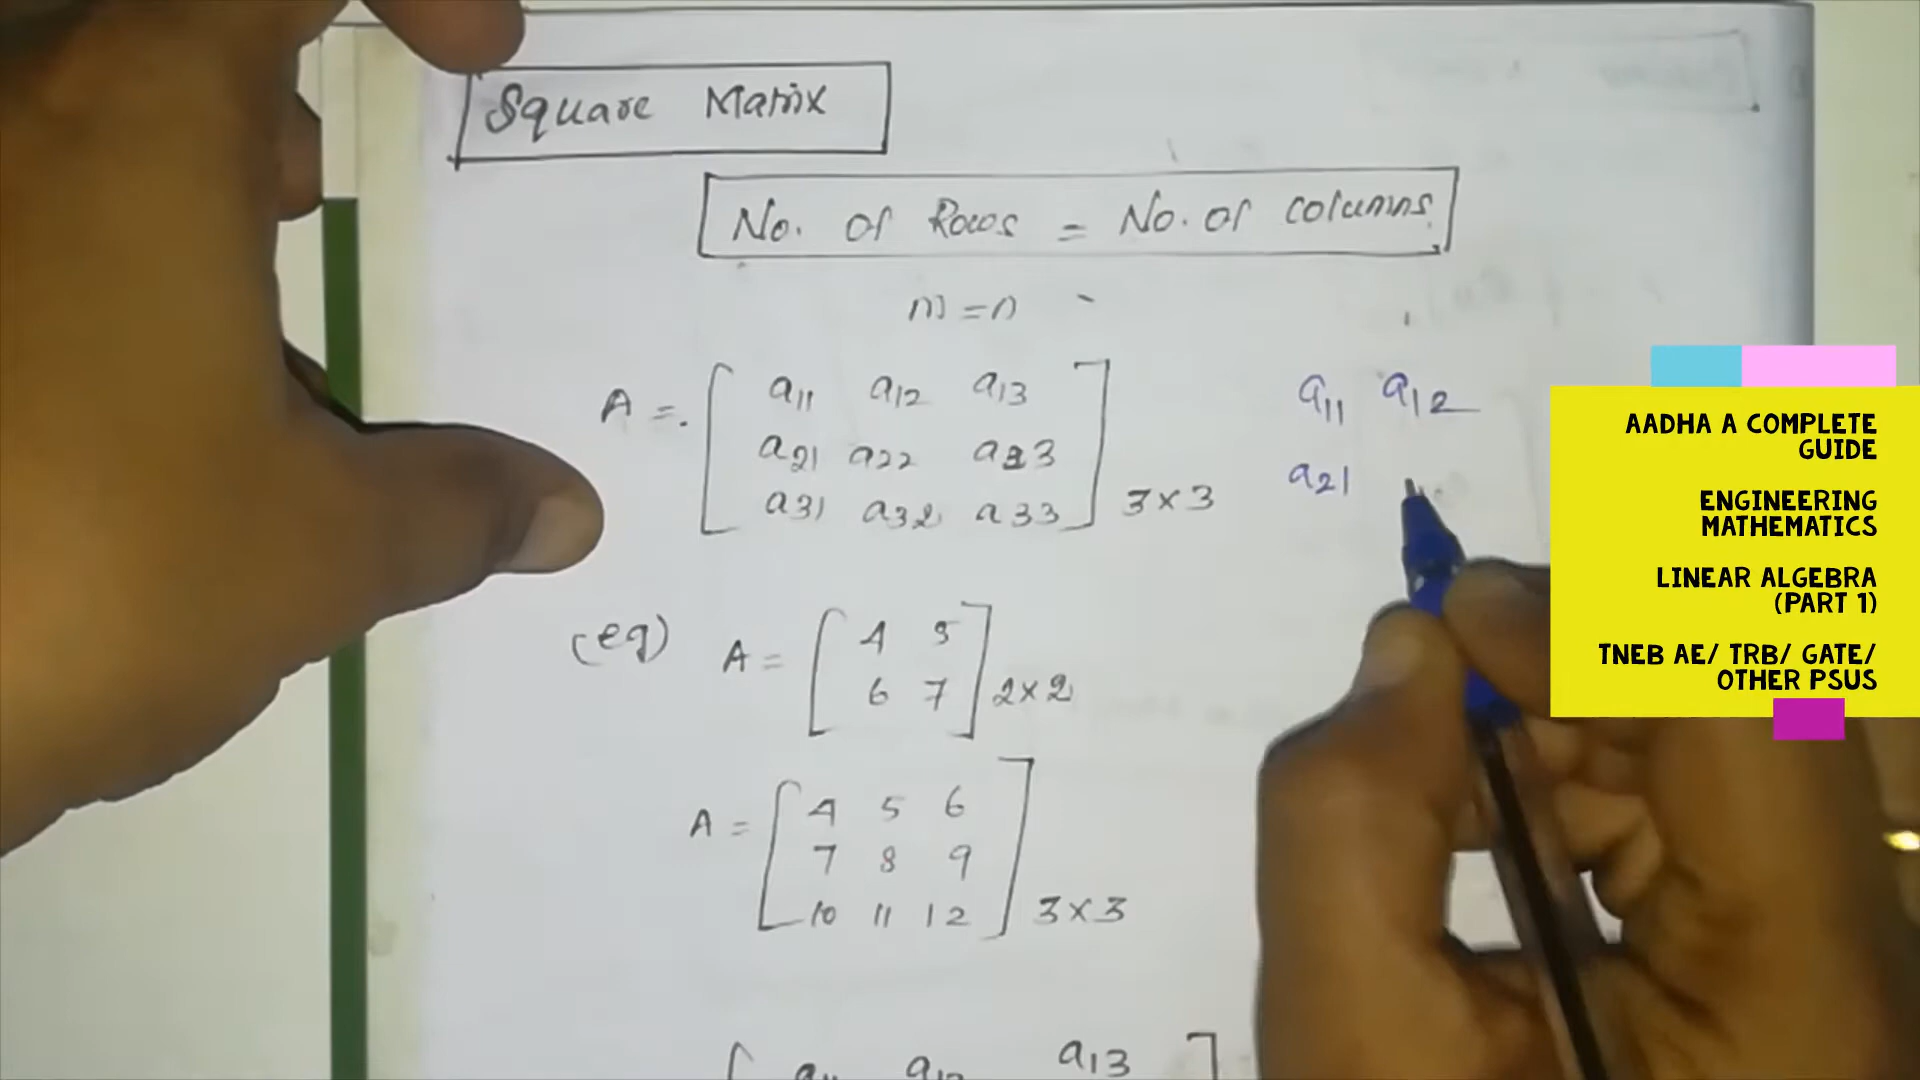 Square Matrix
No. of Rows = No. of columns
m = n
A = a11 a12 a13
a21 a22 a23
a31 a32 a33 3×3
a11 a12
a21
(eg) A = 4 5
6 7 2×2
A = 4 5 6
7 8 9
10 11 12 3×3
a11 a12 a13
AADHA A COMPLETE
GUIDE
ENGINEERING
MATHEMATICS
LINEAR ALGEBRA
(PART 1)
TNEB AE/ TRB/ GATE/
OTHER PSUS